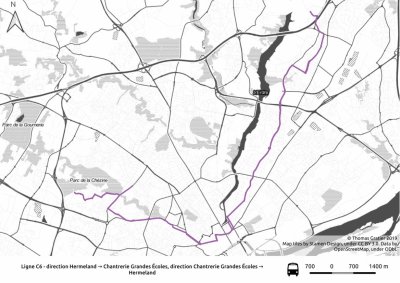 Parc de la Gournerie
Parc de la Chézine
© Thomas Gratier 2019
Map tiles by Stamen Design, under CC BY 3.0. Data by
OpenStreetMap, under ODbL
Ligne C6 - direction Hermeland → Chantrerie Grandes Écoles, direction Chantrerie Grandes Écoles →
Hermeland
700 0 700 1400 m